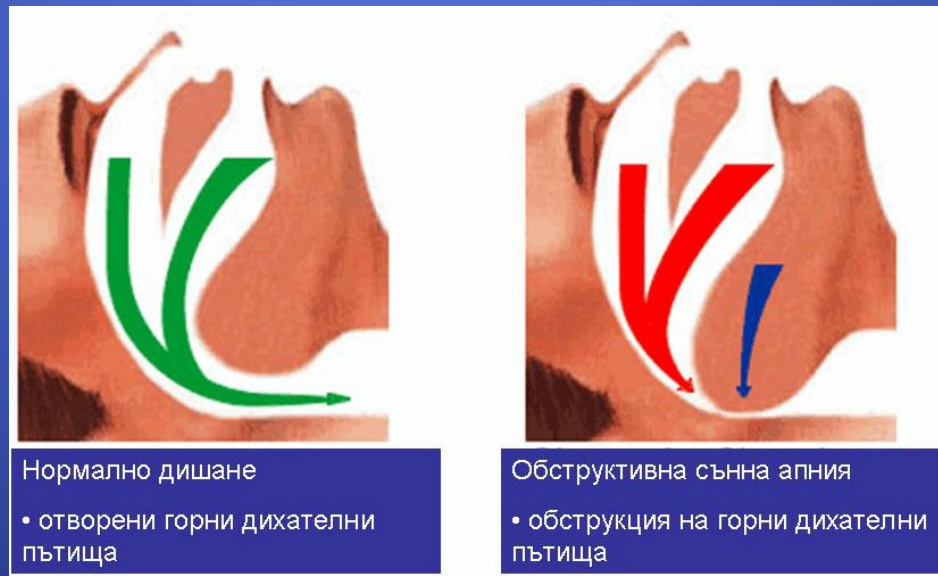 Нормално дишане
• отворени горни дихателни
пътища
Обструктивна сънна апния
• обструкция на горни дихателни
пътища